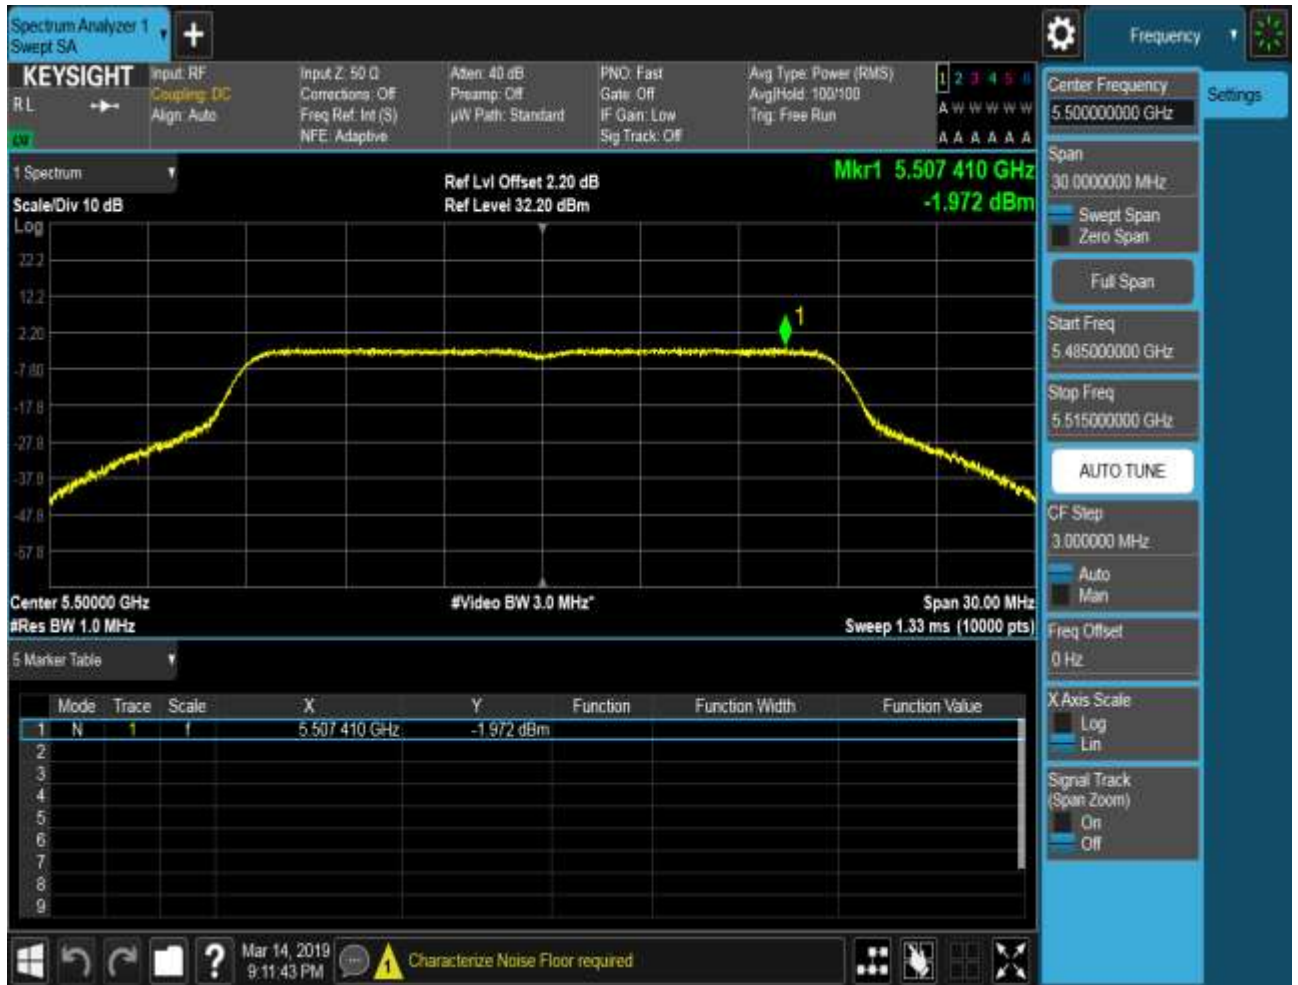 Spectrum Analyzer 1
Swept SA
+
Frequency
KEYSIGHT
RL
Input: RF
Coupling: DC
Align: Auto
Input Z: 50 Ω
Corrections: Off
Freq Ref: Int (S)
NFE: Adaptive
Atten: 40 dB
Preamp: Off
µW Path: Standard
PNO: Fast
Gate: Off
IF Gain: Low
Sig Track: Off
Avg Type: Power (RMS)
Avg|Hold: 100/100
Trig: Free Run
1 2 3 4 5 6
A W W W W W
A A A A A A
1 Spectrum
Scale/Div 10 dB
Log
Ref Lvl Offset 2.20 dB
Ref Level 32.20 dBm
Mkr1 5.507 410 GHz
-1.972 dBm
22.2
12.2
2.20
-7.80
-17.8
-27.8
-37.8
-47.8
-57.8
1
Center 5.50000 GHz
#Res BW 1.0 MHz
#Video BW 3.0 MHz*
Span 30.00 MHz
Sweep 1.33 ms (10000 pts)
5 Marker Table
Mode Trace Scale X Y Function Function Width Function Value
1 N 1 f 5.507 410 GHz -1.972 dBm
2
3
4
5
6
7
8
9
Mar 14, 2019
9:11:43 PM
?
1
Characterize Noise Floor required
Center Frequency
5.500000000 GHz
Settings
Span
30.0000000 MHz
Swept Span
Zero Span
Full Span
Start Freq
5.485000000 GHz
Stop Freq
5.515000000 GHz
AUTO TUNE
CF Step
3.000000 MHz
Auto
Man
Freq Offset
0 Hz
X Axis Scale
Log
Lin
Signal Track
(Span Zoom)
On
Off